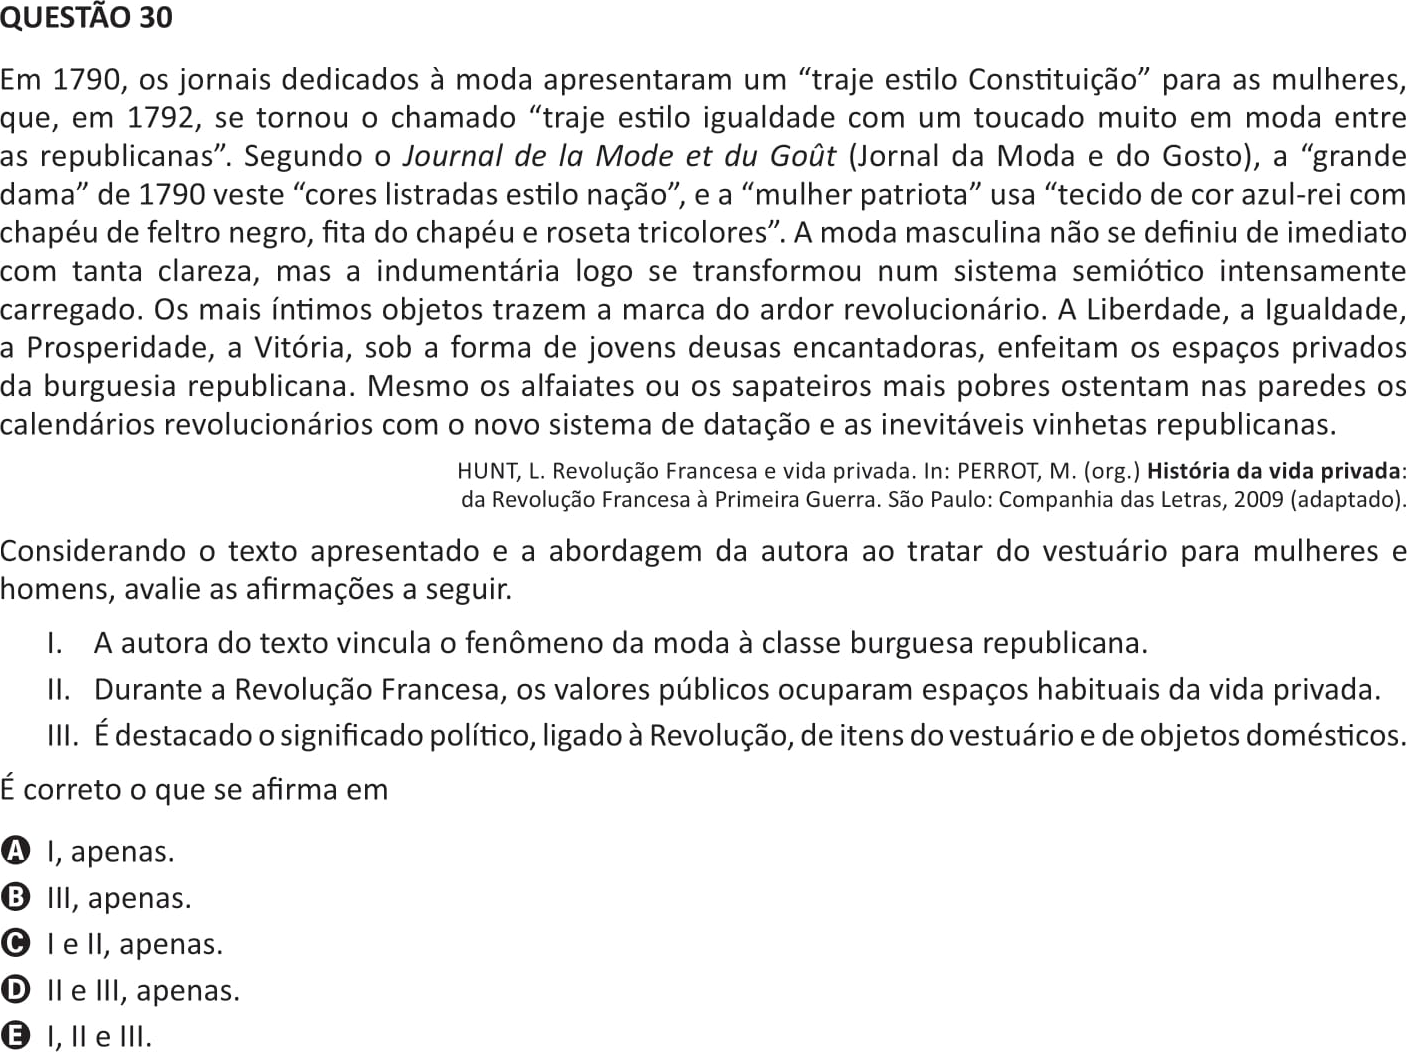 QUESTÃO 30
Em 1790, os jornais dedicados à moda apresentaram um “traje estilo Constituição” para as mulheres,
que, em 1792, se tornou o chamado “traje estilo igualdade com um toucado muito em moda entre
as republicanas”. Segundo o Journal de la Mode et du Goût (Jornal da Moda e do Gosto), a “grande
dama” de 1790 veste “cores listradas estilo nação”, e a “mulher patriota” usa “tecido de cor azul-rei com
chapéu de feltro negro, fita do chapéu e roseta tricolores”. A moda masculina não se definiu de imediato
com tanta clareza, mas a indumentária logo se transformou num sistema semiótico intensamente
carregado. Os mais íntimos objetos trazem a marca do ardor revolucionário. A Liberdade, a Igualdade,
a Prosperidade, a Vitória, sob a forma de jovens deusas encantadoras, enfeitam os espaços privados
da burguesia republicana. Mesmo os alfaiates ou os sapateiros mais pobres ostentam nas paredes os
calendários revolucionários com o novo sistema de datação e as inevitáveis vinhetas republicanas.
HUNT, L. Revolução Francesa e vida privada. In: PERROT, M. (org.) História da vida privada:
da Revolução Francesa à Primeira Guerra. São Paulo: Companhia das Letras, 2009 (adaptado).
Considerando o texto apresentado e a abordagem da autora ao tratar do vestuário para mulheres e
homens, avalie as afirmações a seguir.
I. A autora do texto vincula o fenômeno da moda à classe burguesa republicana.
II. Durante a Revolução Francesa, os valores públicos ocuparam espaços habituais da vida privada.
III. É destacado o significado político, ligado à Revolução, de itens do vestuário e de objetos domésticos.
É correto o que se afirma em
A I, apenas.
B III, apenas.
C I e II, apenas.
D II e III, apenas.
E I, II e III.